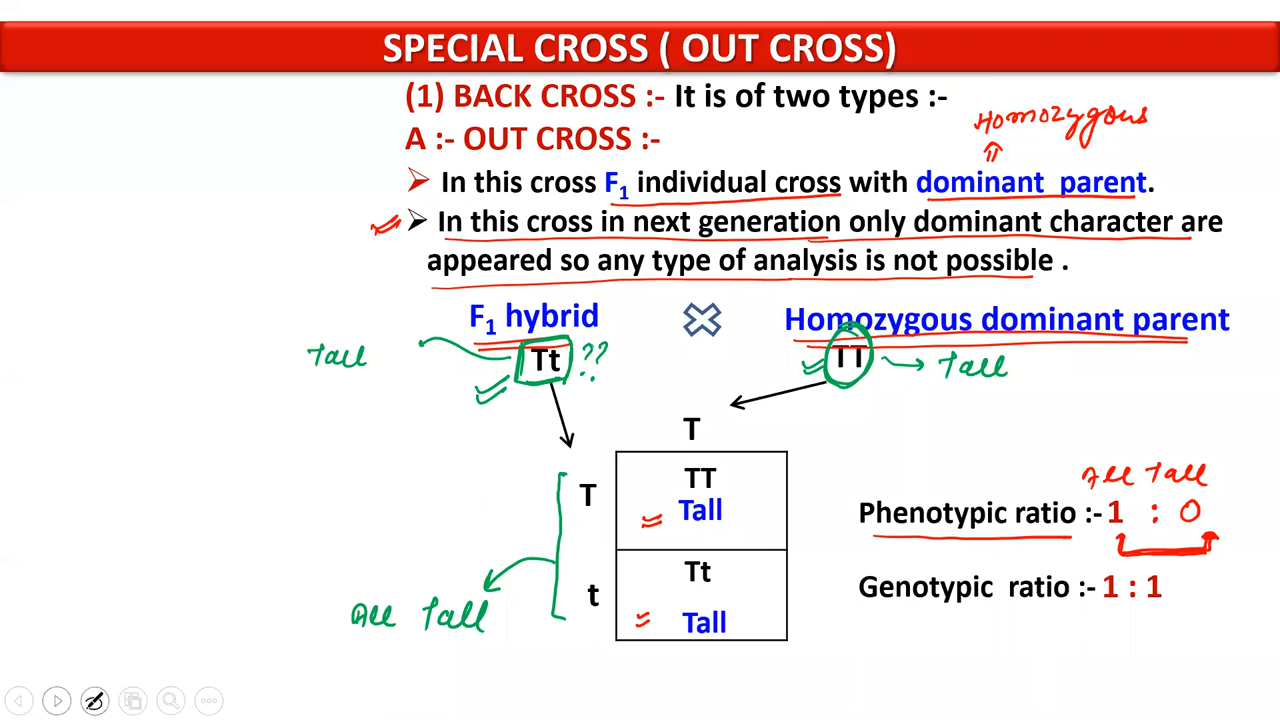 SPECIAL CROSS ( OUT CROSS)
(1) BACK CROSS :- It is of two types :-
Homozygous
A :- OUT CROSS :-
➢ In this cross F₁ individual cross with dominant parent.
➢ In this cross in next generation only dominant character are
appeared so any type of analysis is not possible .
F₁ hybrid
Homozygous dominant parent
Tall
Tt ??
TT
Tall
T
T
TT
Tall
t
Tt
Tall
All Tall
All Tall
Phenotypic ratio :- 1 : 0
Genotypic ratio :- 1 : 1